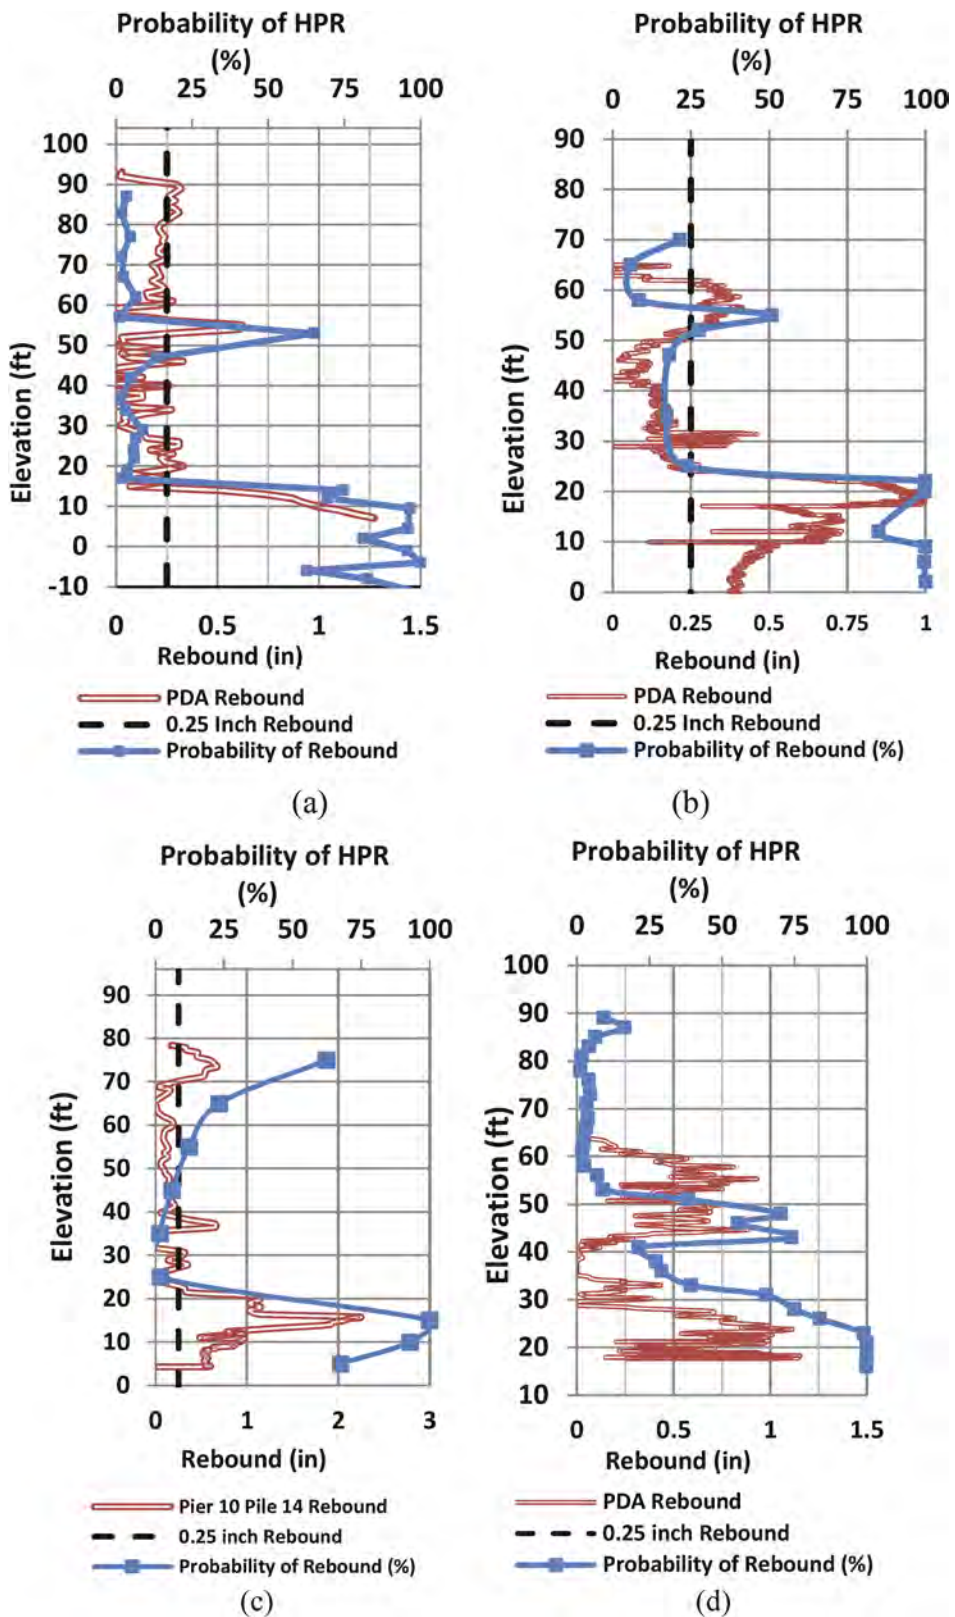 Probability of HPR
(%)
0 25 50 75 100
100
90
80
70
60
50
40
30
20
10
0
-10
Elevation (ft)
0 0.5 1 1.5
Rebound (in)
PDA Rebound
0.25 Inch Rebound
Probability of Rebound
(a)
Probability of HPR
(%)
0 25 50 75 100
90
80
70
60
50
40
30
20
10
0
Elevation (ft)
0 0.25 0.5 0.75 1
Rebound (in)
PDA Rebound
0.25 Inch Rebound
Probability of Rebound (%)
(b)
Probability of HPR
(%)
0 25 50 75 100
90
80
70
60
50
40
30
20
10
0
Elevation (ft)
0 1 2 3
Rebound (in)
Pier 10 Pile 14 Rebound
0.25 inch Rebound
Probability of Rebound (%)
(c)
Probability of HPR
(%)
0 25 50 75 100
100
90
80
70
60
50
40
30
20
10
Elevation (ft)
0 0.5 1 1.5
Rebound (in)
PDA Rebound
0.25 inch Rebound
Probability of Rebound (%)
(d)